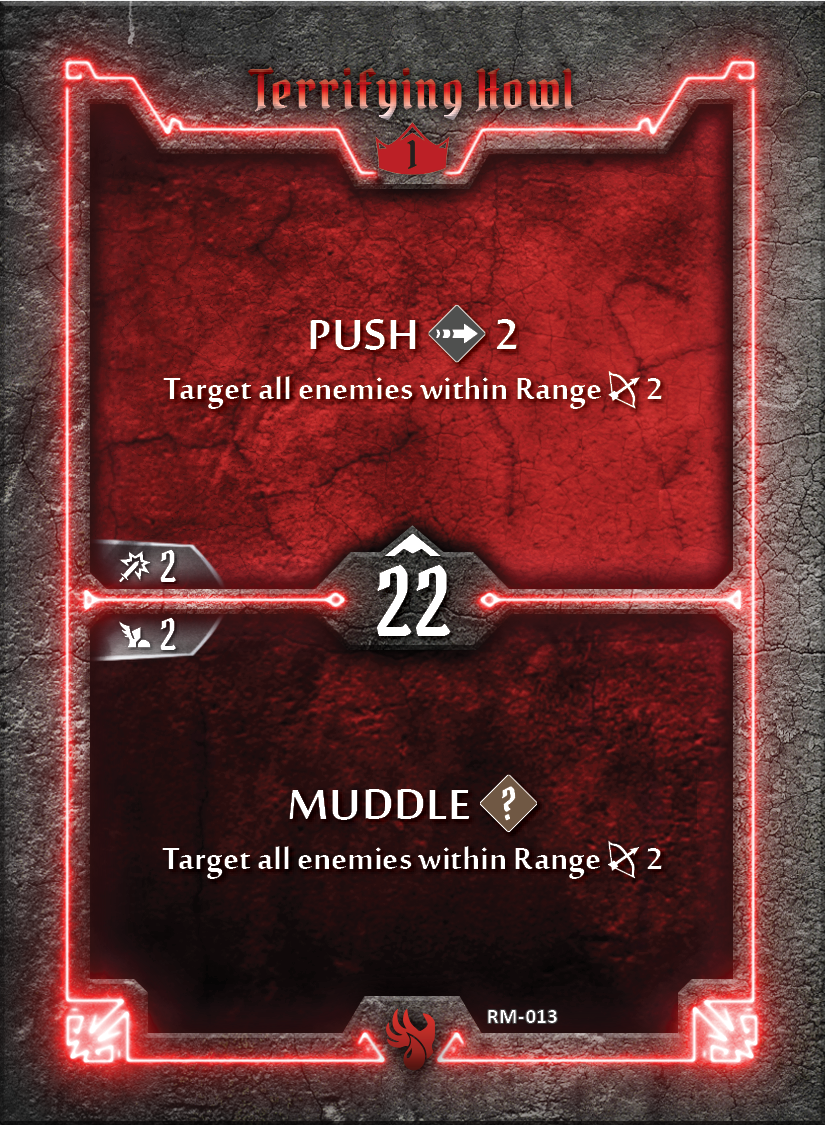 Terrifying Howl
1
PUSH 2
Target all enemies within Range 2
2
22
2
MUDDLE ?
Target all enemies within Range 2
RM-013